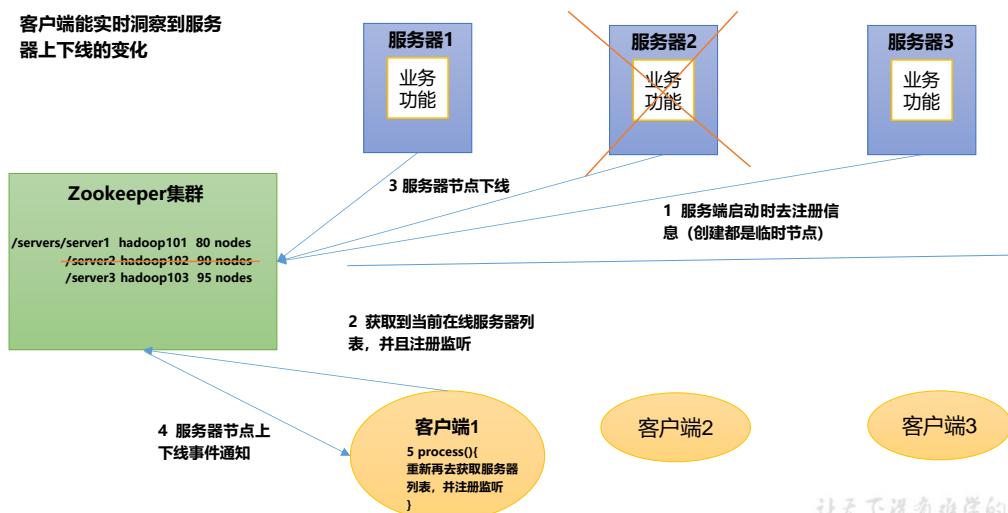 客户端能实时洞察到服务
器上下线的变化
服务器1
业务
功能
服务器2
业务
功能
服务器3
业务
功能
Zookeeper集群
/servers/server1 hadoop101 80 nodes
/server2 hadoop102 90 nodes
/server3 hadoop103 95 nodes
3 服务器节点下线
1 服务端启动时去注册信
息（创建都是临时节点）
2 获取到当前在线服务器列
表，并且注册监听
4 服务器节点上
下线事件通知
客户端1
5 process(){
重新再去获取服务器
列表，并注册监听
}
客户端2
客户端3
让天下没有难学的